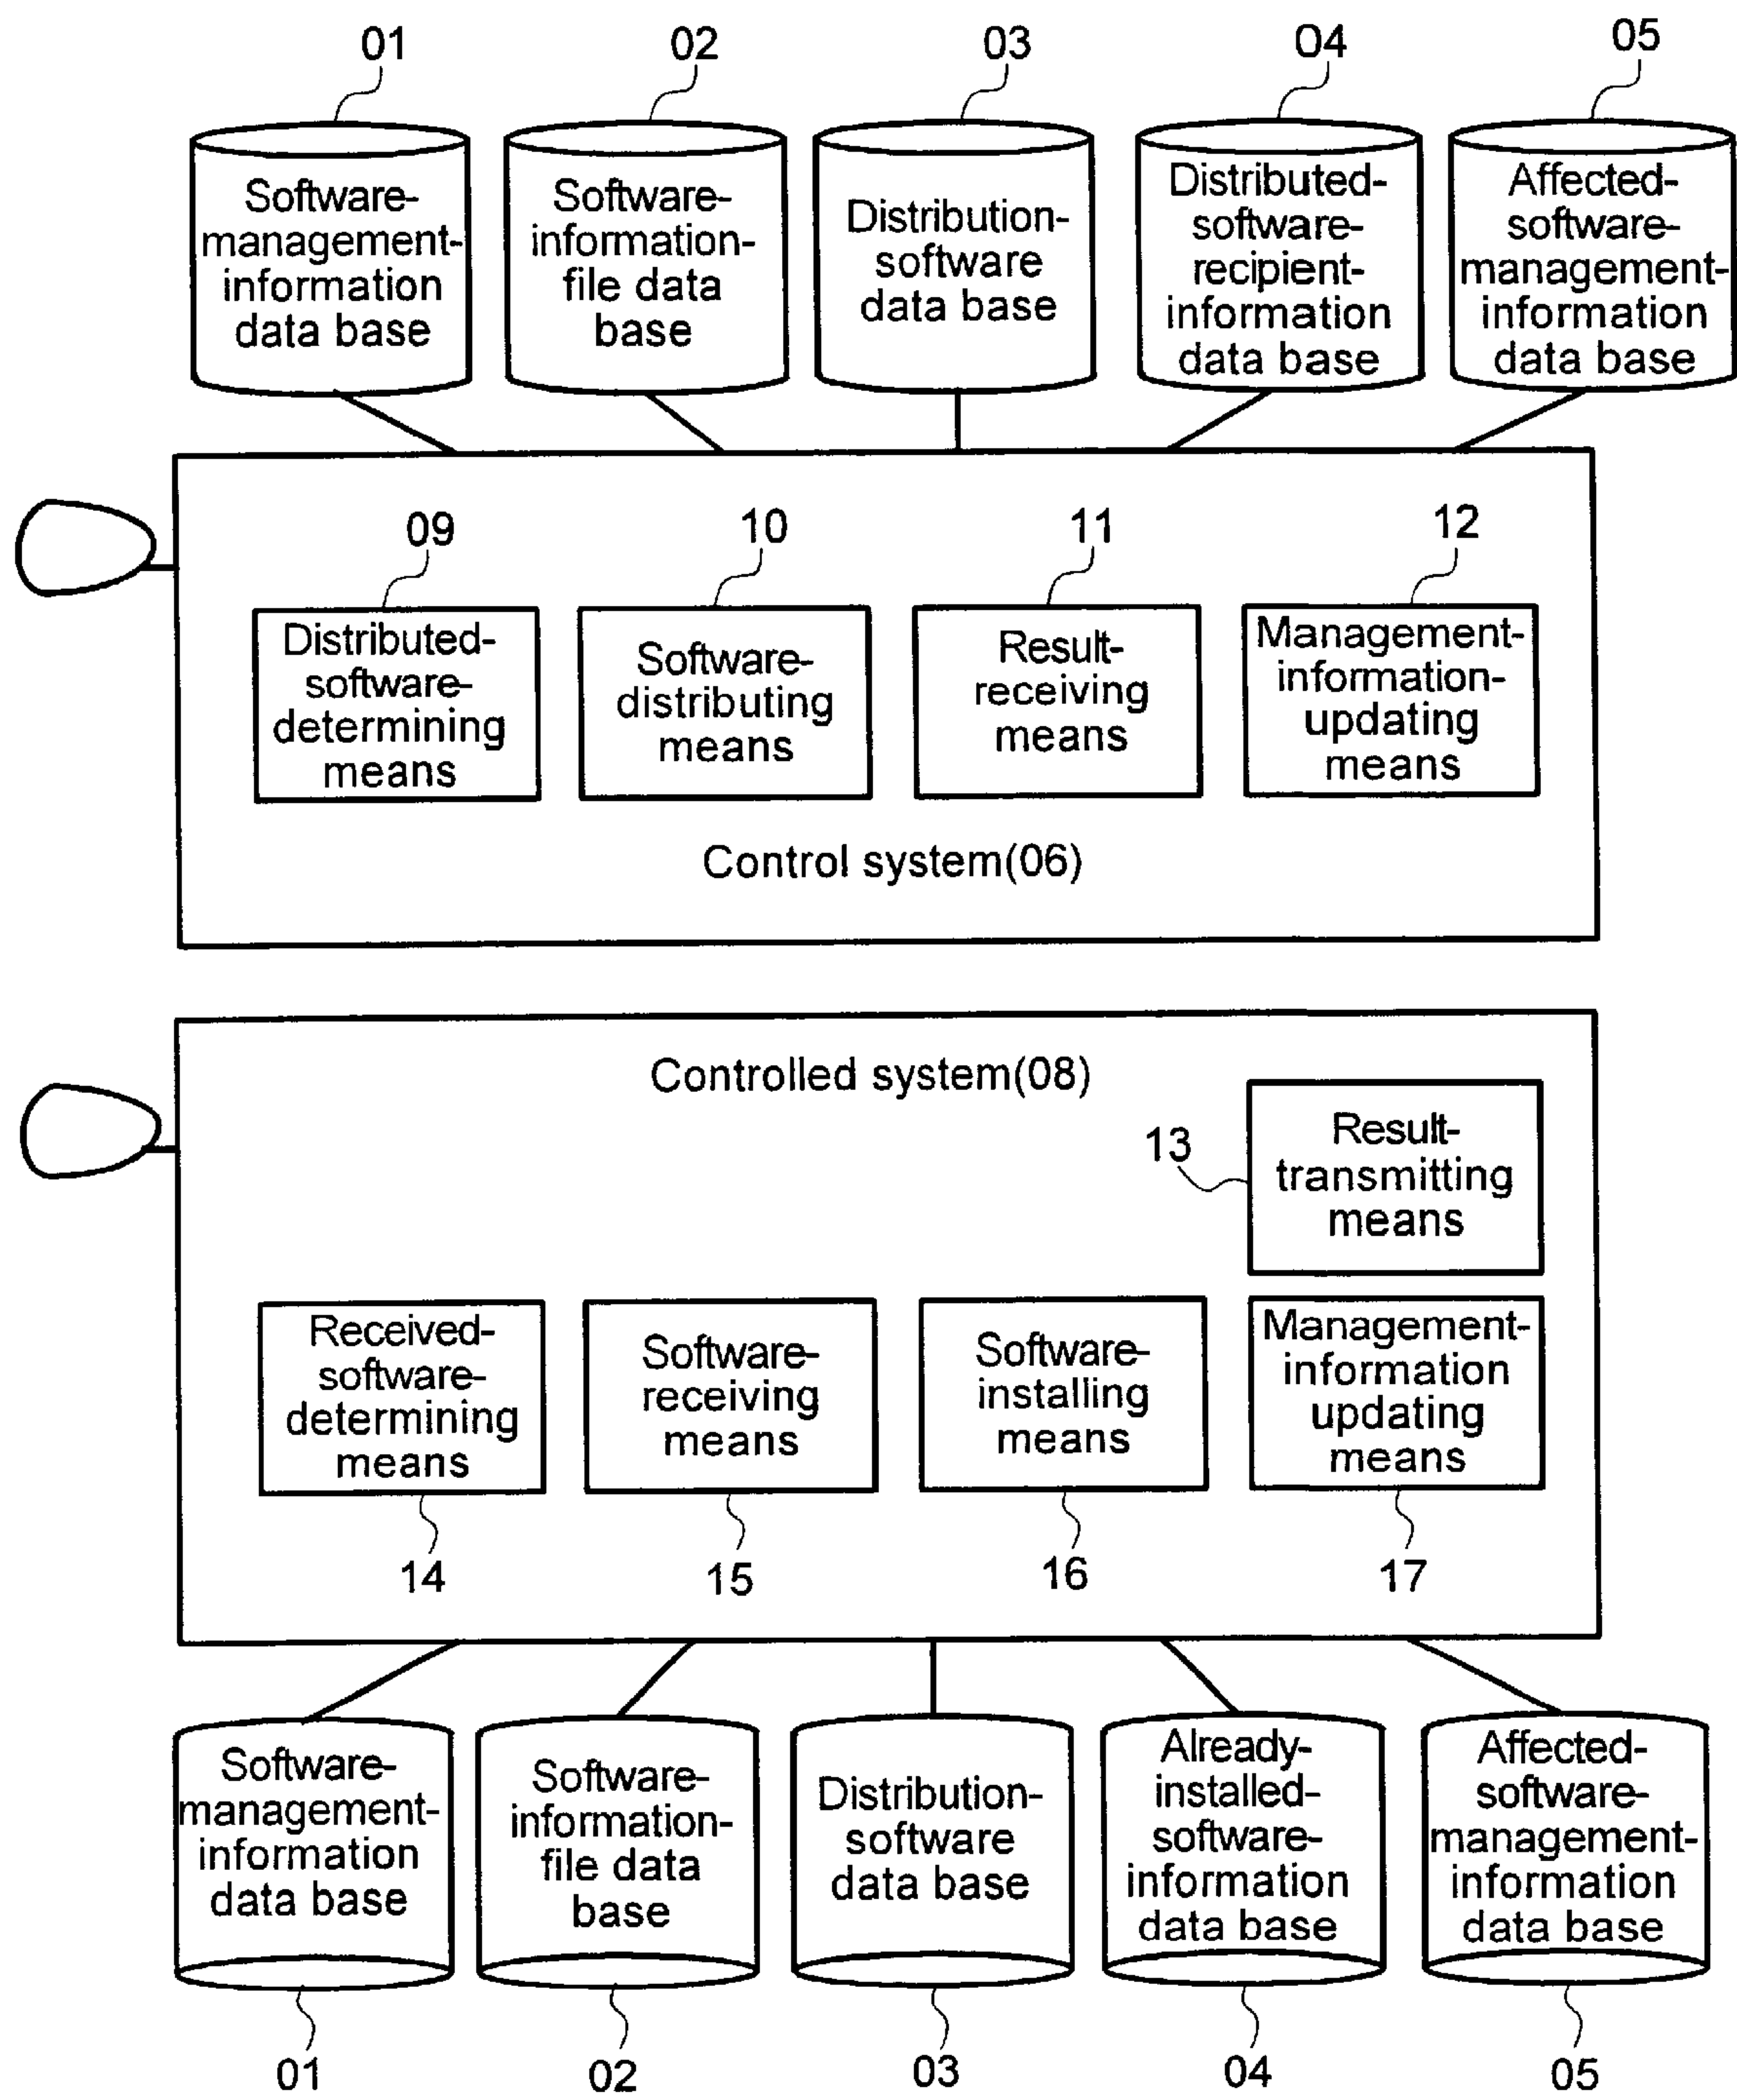 01
02
03
04
05
Software-
management-
information
data base
Software-
information-
file data
base
Distribution-
software
data base
Distributed-
software-
recipient-
information
data base
Affected-
software-
management-
information
data base
09
10
11
12
Distributed-
software-
determining
means
Software-
distributing
means
Result-
receiving
means
Management-
information-
updating
means
Control system(06)
Controlled system(08)
13
Result-
transmitting
means
Received-
software-
determining
means
Software-
receiving
means
Software-
installing
means
Management-
information
updating
means
14
15
16
17
Software-
management-
information
data base
Software-
information-
file data
base
Distribution-
software
data base
Already-
installed-
software-
information
data base
Affected-
software-
management-
information
data base
01
02
03
04
05